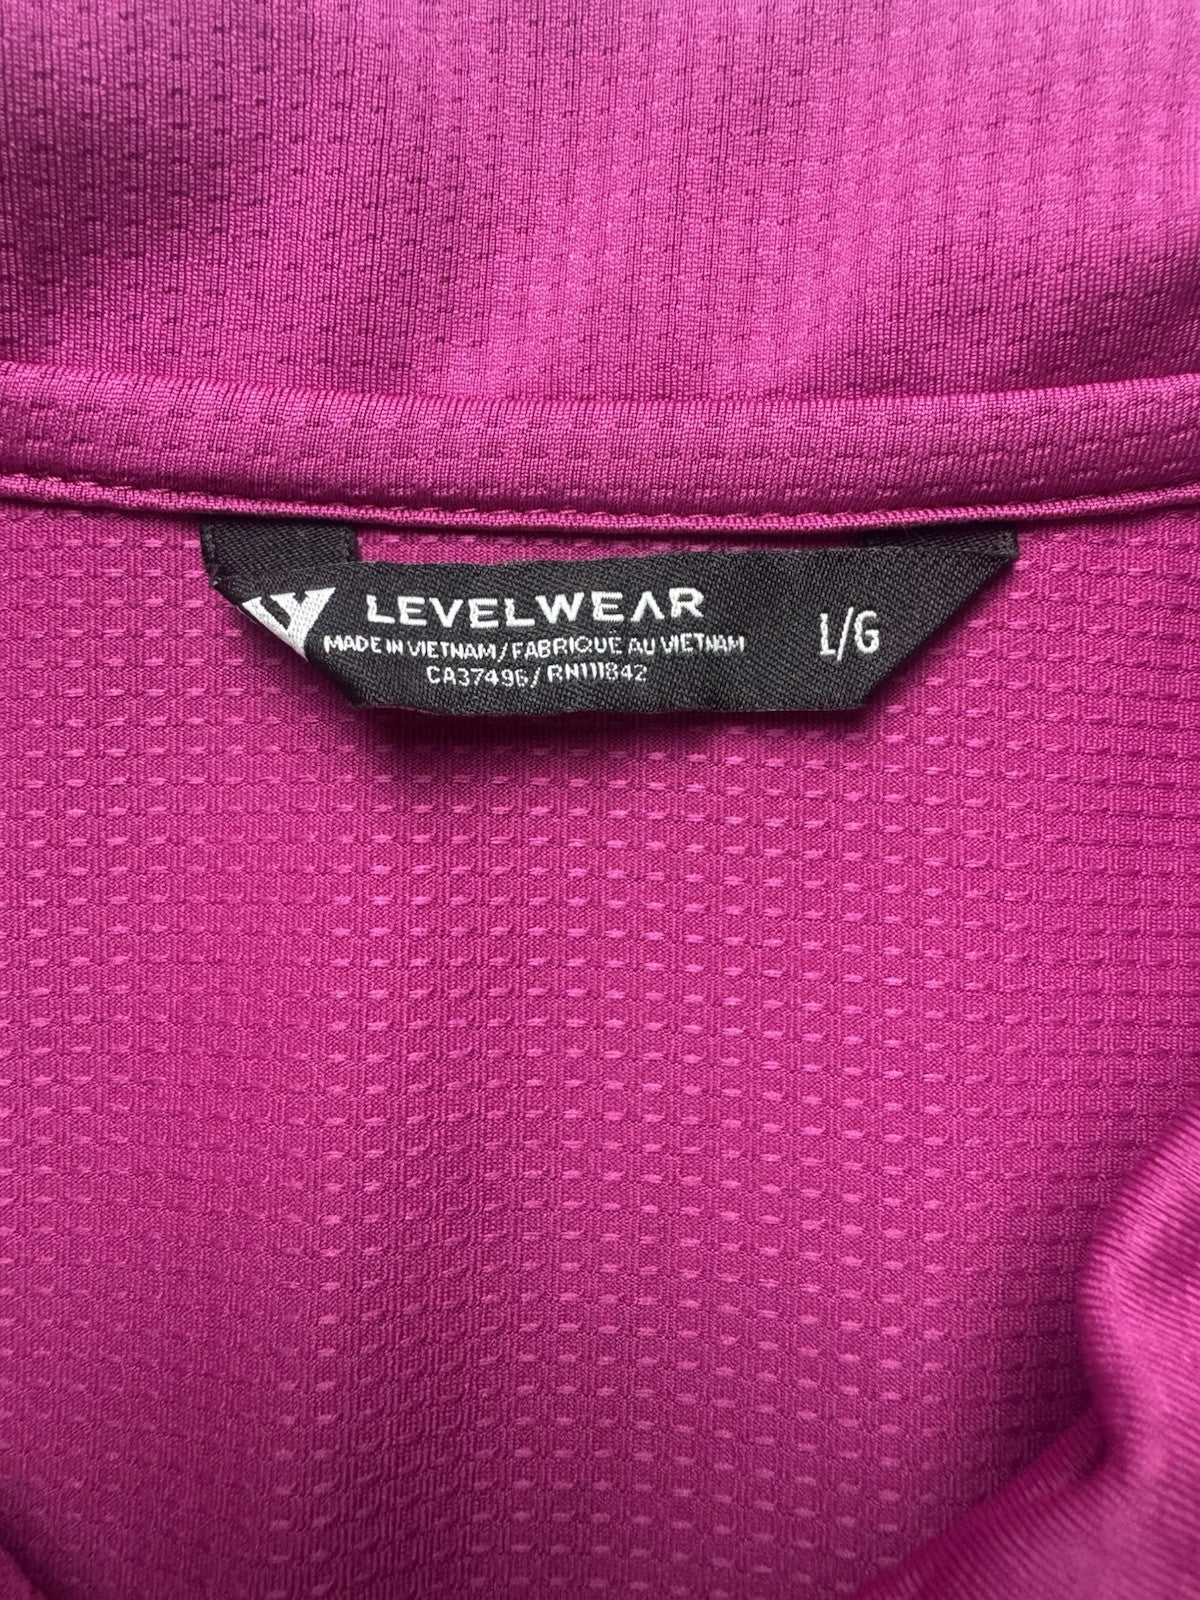 LEVELWEAR
MADE IN VIETNAM / FABRIQUE AU VIETNAM
CA37496 / RN111842
L/G